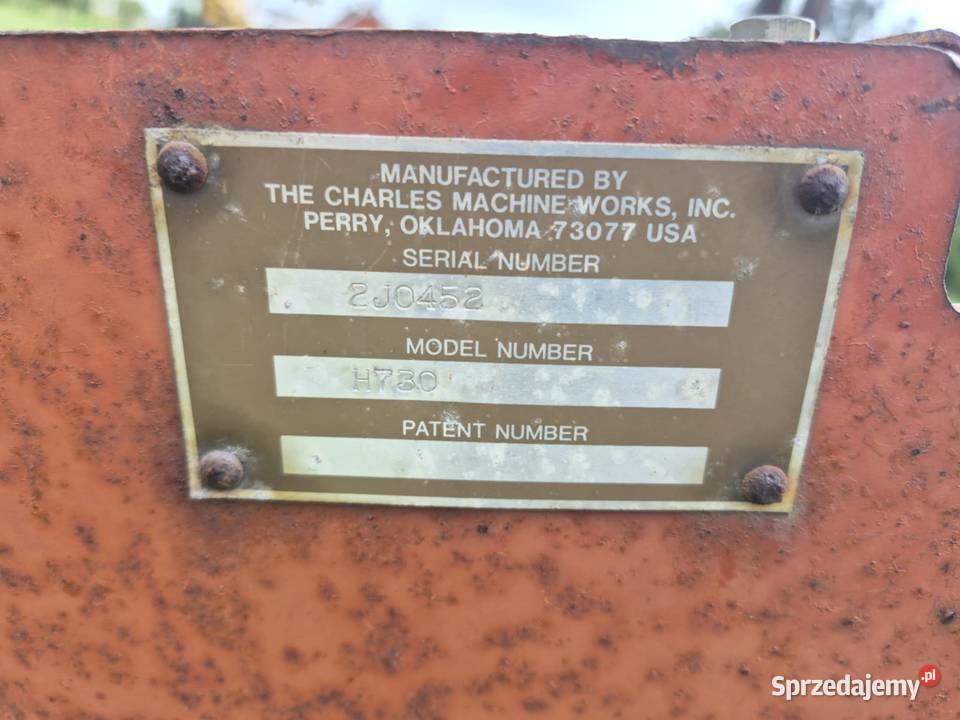 MANUFACTURED BY
THE CHARLES MACHINE WORKS, INC.
PERRY, OKLAHOMA 73077 USA
SERIAL NUMBER
2J0452
MODEL NUMBER
H730
PATENT NUMBER
Sprzedajemy.pl